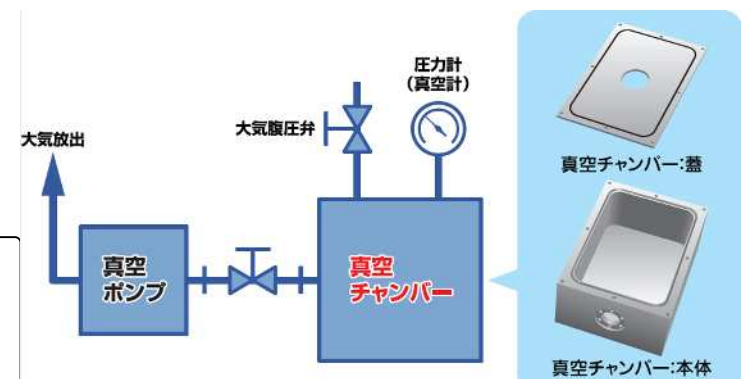 圧力計
(真空計)
大気腹圧弁
大気放出
真空
ポンプ
真空
チャンバー
真空チャンバー:蓋
真空チャンバー:本体